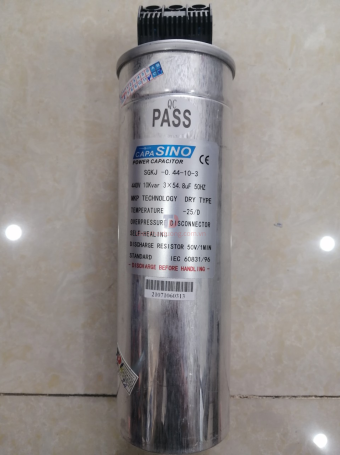 QC
PASS
CAPASINO
POWER CAPACITOR
CE
SGKJ -0.44-10-3
440V 10Kvar 3×54.8uF 50HZ
TECHNOLOGY DRY TYPE
TEMPERATURE -25/D
OVERPRESSURE DISCONNECTOR
SELF-HEALING
DISCHARGE RESISTOR 50V/1MIN
STANDARD IEC 60831/96
- DISCHARGE BEFORE HANDLING -